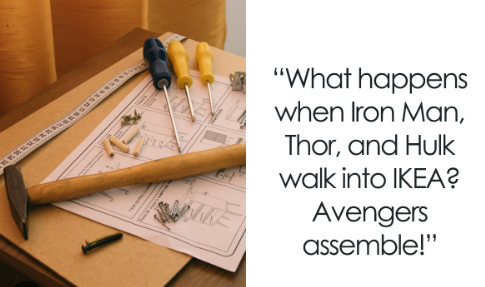 “What happens
when Iron Man,
Thor, and Hulk
walk into IKEA?
Avengers
assemble!”